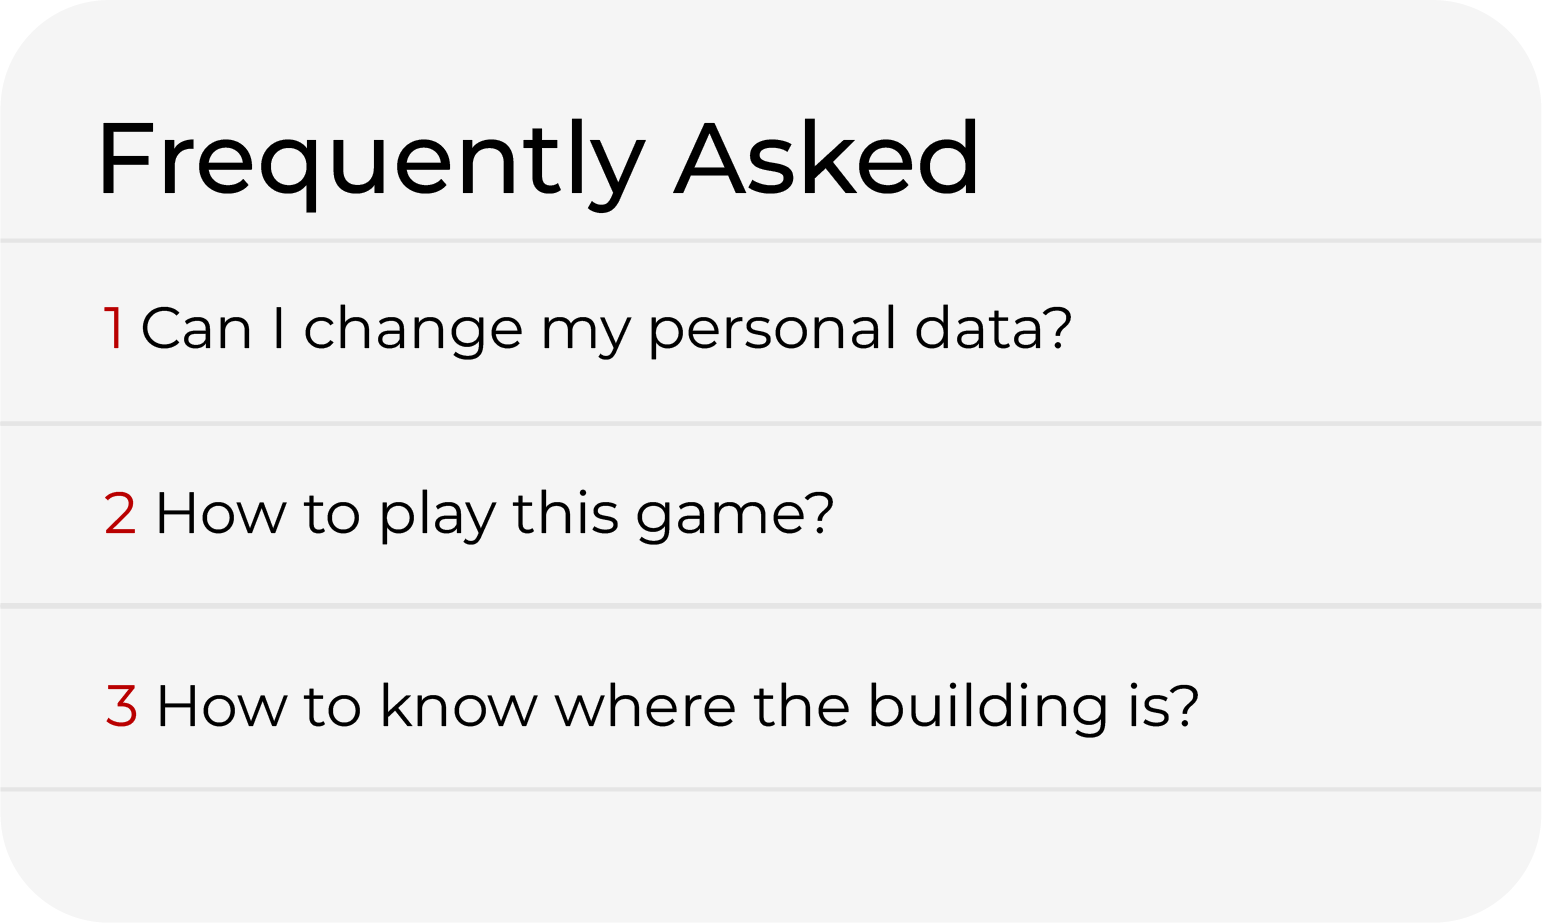 Frequently Asked
1 Can I change my personal data?
2 How to play this game?
3 How to know where the building is?